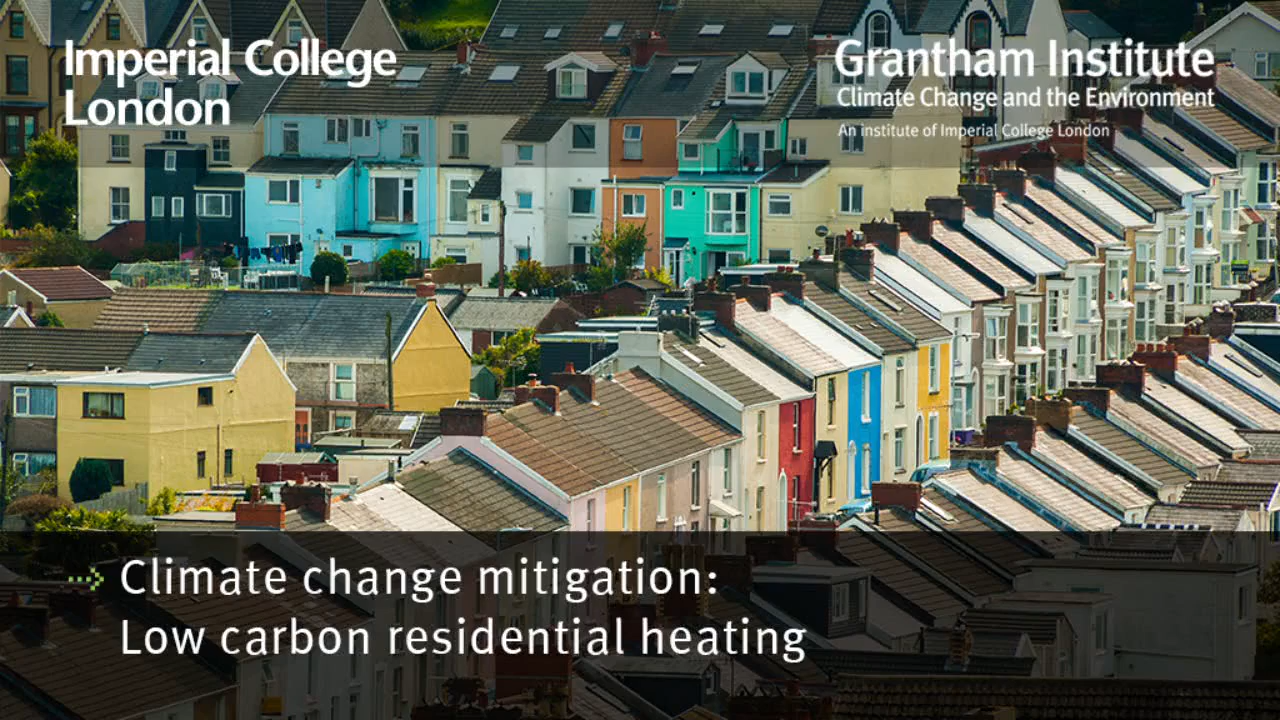 Imperial College
London
Grantham Institute
Climate Change and the Environment
An institute of Imperial College London
Climate change mitigation:
Low carbon residential heating